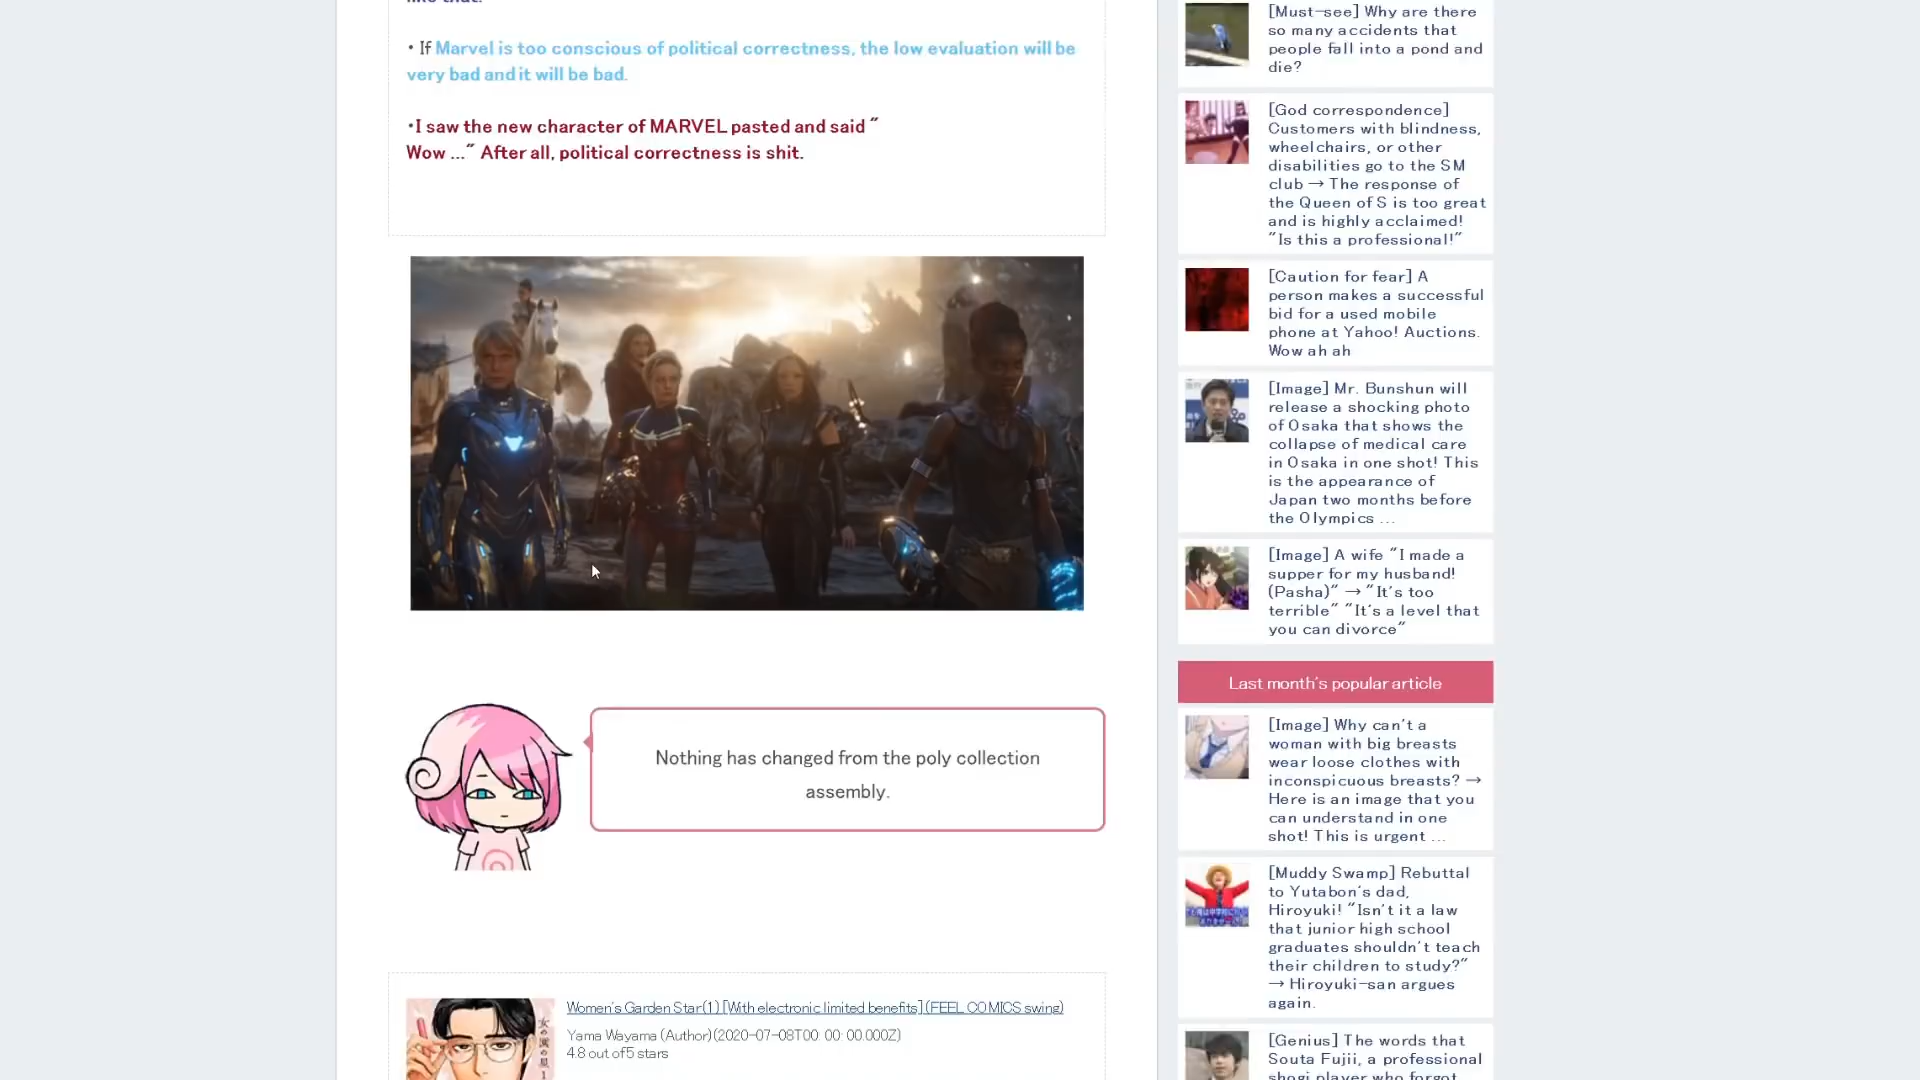 • If Marvel is too conscious of political correctness, the low evaluation will be
very bad and it will be bad.
•I saw the new character of MARVEL pasted and said "
Wow ..." After all, political correctness is shit.
Nothing has changed from the poly collection
assembly.
Women's Garden Star(1) [With electronic limited benefits] (FEEL COMICS swing)
Yama Wayama (Author)(2020-07-08T00: 00: 00.000Z)
4.8 out of5 stars
[Must-see] Why are there
so many accidents that
people fall into a pond and
die?
[God correspondence]
Customers with blindness,
wheelchairs, or other
disabilities go to the SM
club → The response of
the Queen of S is too great
and is highly acclaimed!
"Is this a professional!"
[Caution for fear] A
person makes a successful
bid for a used mobile
phone at Yahoo! Auctions.
Wow ah ah
[Image] Mr. Bunshun will
release a shocking photo
of Osaka that shows the
collapse of medical care
in Osaka in one shot! This
is the appearance of
Japan two months before
the Olympics ...
[Image] A wife "I made a
supper for my husband!
(Pasha)" → "It's too
terrible" "It's a level that
you can divorce"
Last month's popular article
[Image] Why can't a
woman with big breasts
wear loose clothes with
inconspicuous breasts? →
Here is an image that you
can understand in one
shot! This is urgent ...
[Muddy Swamp] Rebuttal
to Yutabon's dad,
Hiroyuki! "Isn't it a law
that junior high school
graduates shouldn't teach
their children to study?"
→ Hiroyuki-san argues
again.
[Genius] The words that
Souta Fujii, a professional
shogi player who forgot